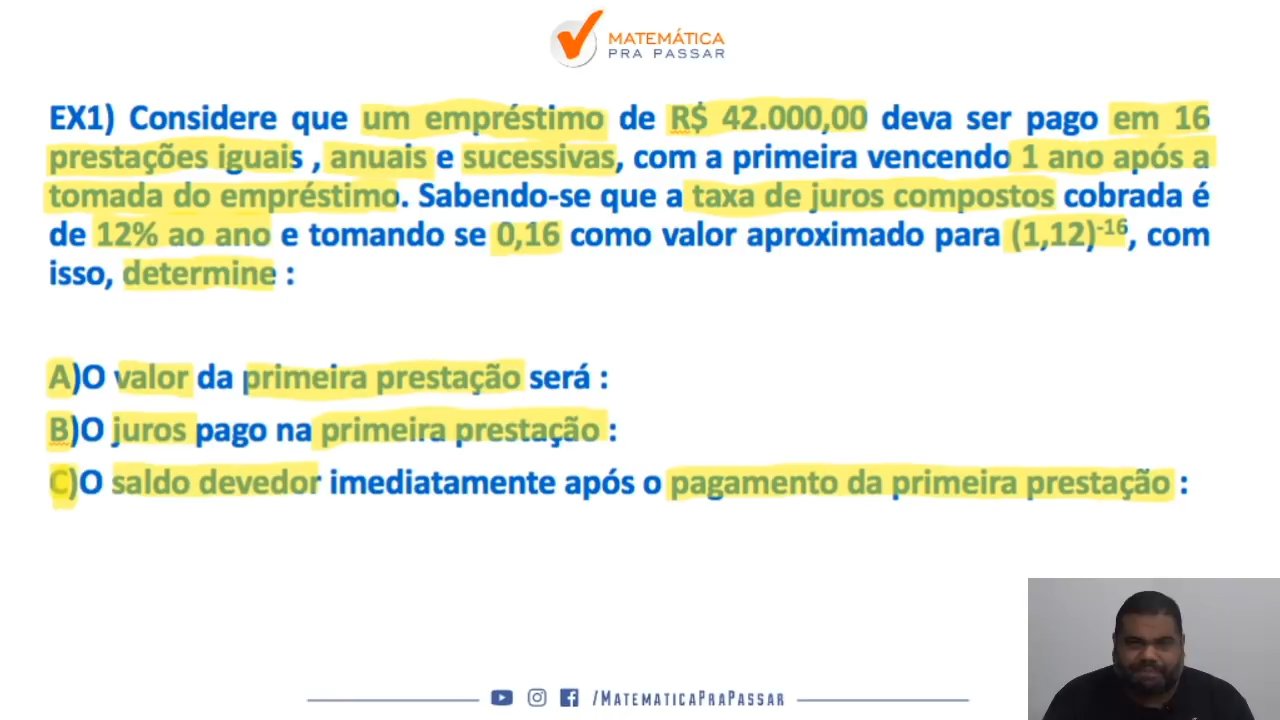 MATEMÁTICA
PRA PASSAR
EX1) Considere que um empréstimo de R$ 42.000,00 deva ser pago em 16
prestações iguais , anuais e sucessivas, com a primeira vencendo 1 ano após a
tomada do empréstimo. Sabendo-se que a taxa de juros compostos cobrada é
de 12% ao ano e tomando se 0,16 como valor aproximado para (1,12)⁻¹⁶, com
isso, determine :
A)O valor da primeira prestação será :
B)O juros pago na primeira prestação :
C)O saldo devedor imediatamente após o pagamento da primeira prestação :
/MATEMATICAPRAPASSAR